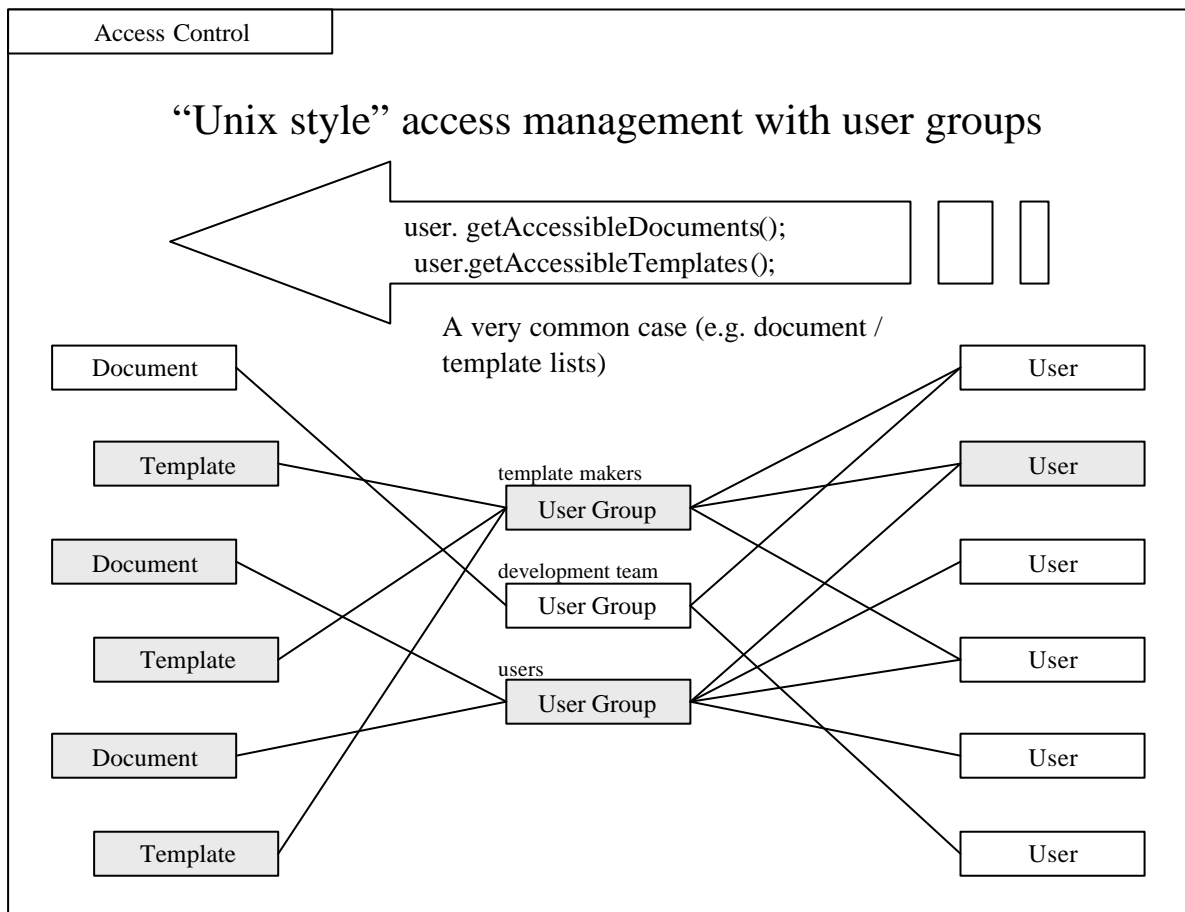 Access Control
“Unix style” access management with user groups
user. getAccessibleDocuments();
user.getAccessibleTemplates();
A very common case (e.g. document /
template lists)
Document
User
Template
template makers
User Group
User
Document
development team
User Group
User
Template
users
User Group
User
Document
User
Template
User